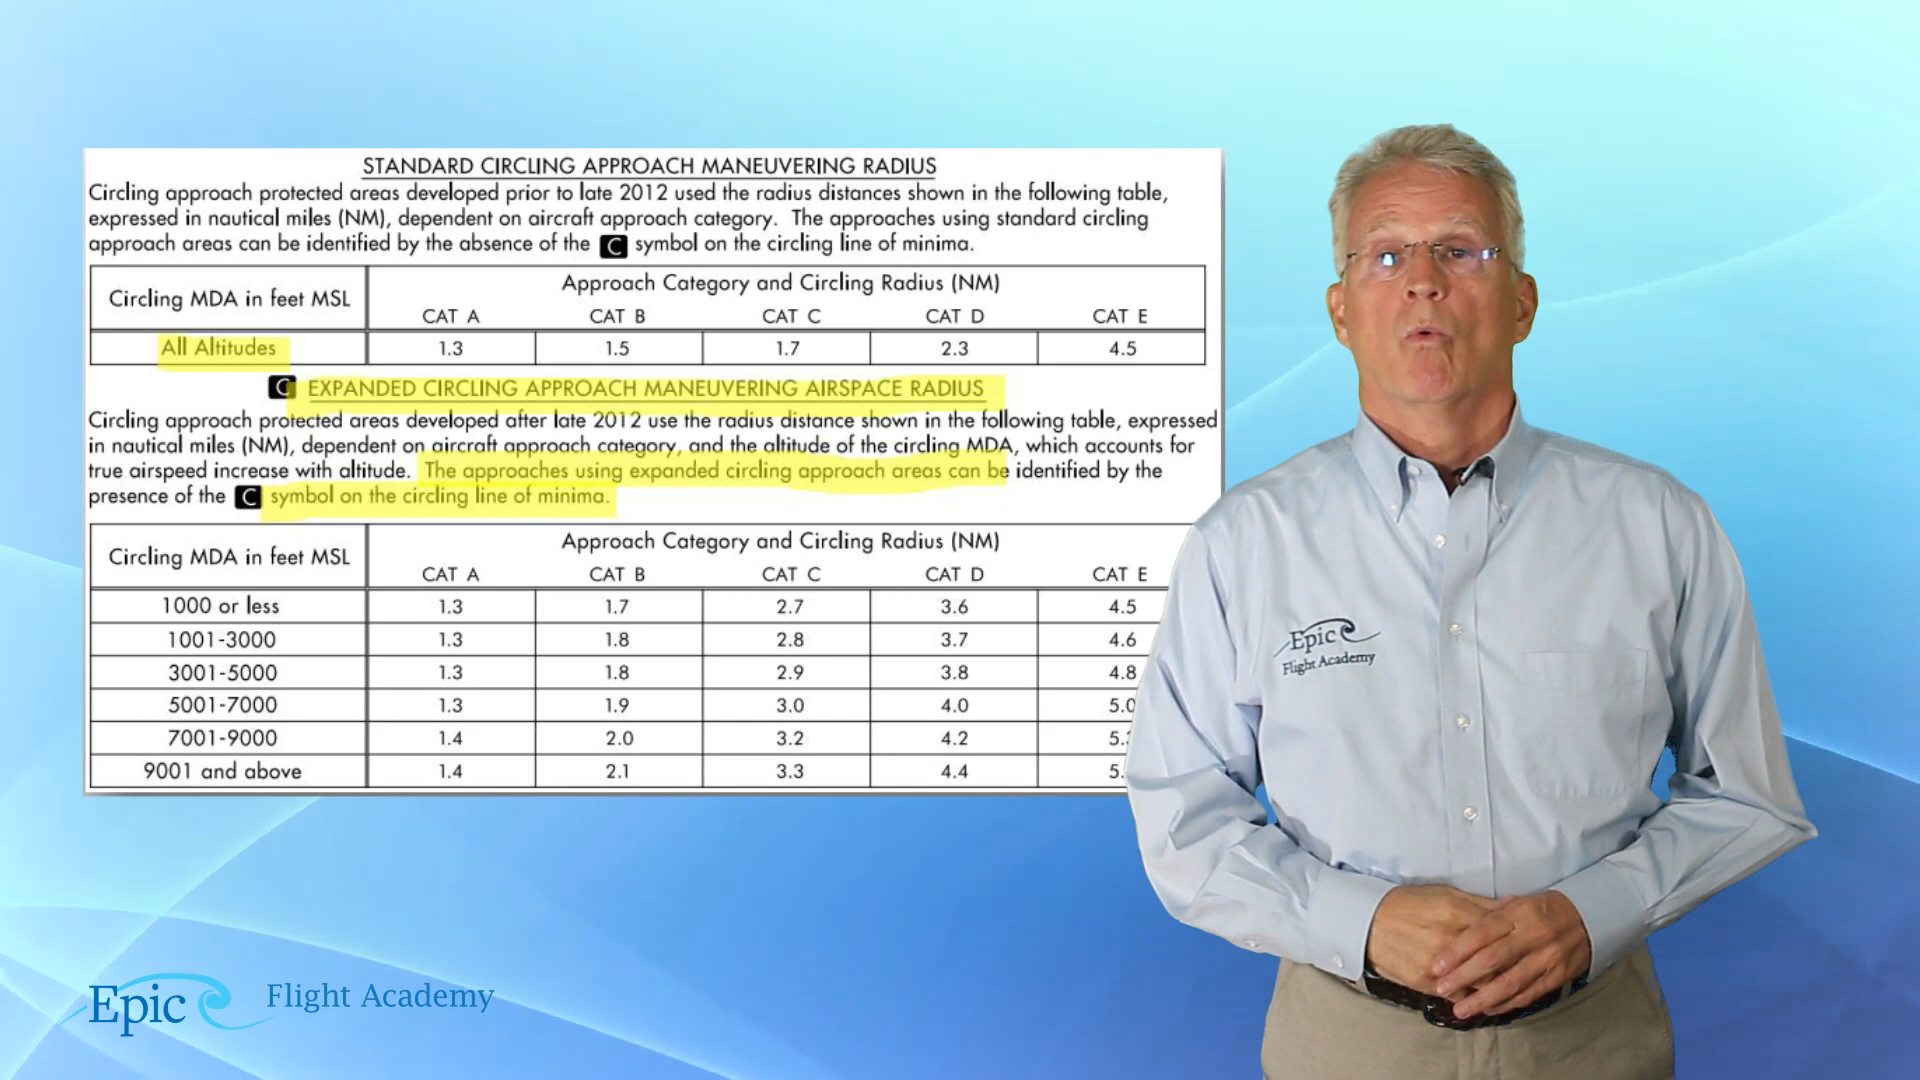 STANDARD CIRCLING APPROACH MANEUVERING RADIUS
Circling approach protected areas developed prior to late 2012 used the radius distances shown in the following table,
expressed in nautical miles (NM), dependent on aircraft approach category. The approaches using standard circling
approach areas can be identified by the absence of the C symbol on the circling line of minima.
Circling MDA in feet MSL
Approach Category and Circling Radius (NM)
CAT A CAT B CAT C CAT D CAT E
All Altitudes 1.3 1.5 1.7 2.3 4.5
C EXPANDED CIRCLING APPROACH MANEUVERING AIRSPACE RADIUS
Circling approach protected areas developed after late 2012 use the radius distance shown in the following table, expressed
in nautical miles (NM), dependent on aircraft approach category, and the altitude of the circling MDA, which accounts for
true airspeed increase with altitude. The approaches using expanded circling approach areas can be identified by the
presence of the C symbol on the circling line of minima.
Circling MDA in feet MSL
Approach Category and Circling Radius (NM)
CAT A CAT B CAT C CAT D CAT E
1000 or less 1.3 1.7 2.7 3.6 4.5
1001-3000 1.3 1.8 2.8 3.7 4.6
3001-5000 1.3 1.8 2.9 3.8 4.8
5001-7000 1.3 1.9 3.0 4.0 5.0
7001-9000 1.4 2.0 3.2 4.2
9001 and above 1.4 2.1 3.3 4.4
Epic
Flight Academy
Epic Flight Academy